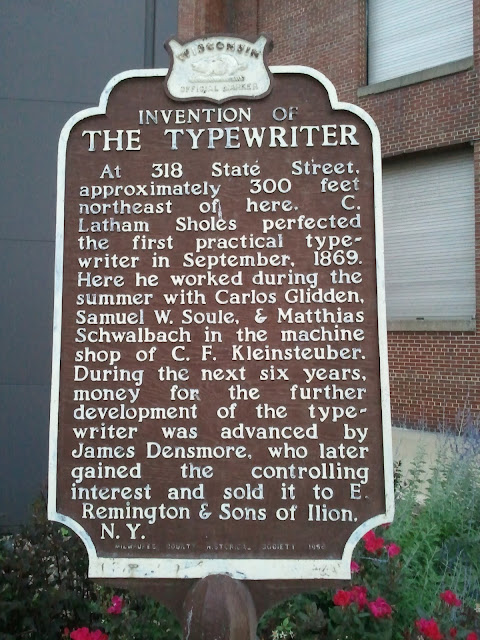 WISCONSIN
OFFICIAL MARKER
INVENTION OF
THE TYPEWRITER
At 318 State Street,
approximately 300 feet
northeast of here, C.
Latham Sholes perfected
the first practical type-
writer in September, 1869.
Here he worked during the
summer with Carlos Glidden,
Samuel W. Soule, & Matthias
Schwalbach in the machine
shop of C. F. Kleinsteuber.
During the next six years,
money for the further
development of the type-
writer was advanced by
James Densmore, who later
gained the controlling
interest and sold it to E.
Remington & Sons of Ilion,
N. Y.
MILWAUKEE COUNTY HISTORICAL SOCIETY